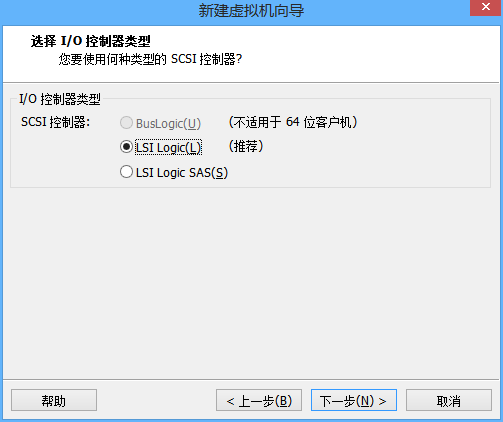 新建虚拟机向导
选择 I/O 控制器类型
您要使用何种类型的 SCSI 控制器?
I/O 控制器类型
SCSI 控制器: BusLogic(U) (不适用于 64 位客户机)
LSI Logic(L) (推荐)
LSI Logic SAS(S)
帮助 < 上一步(B) 下一步(N) > 取消